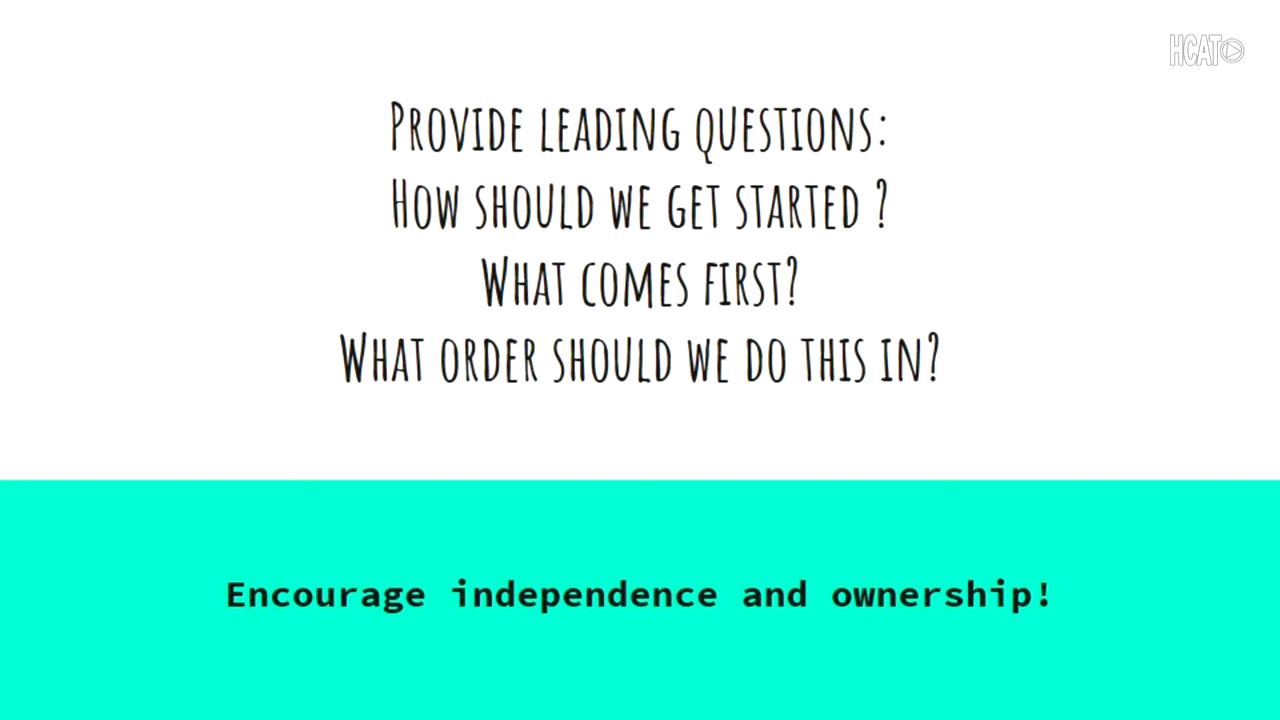 HCAT
Provide leading questions:
How should we get started ?
What comes first?
What order should we do this in?
Encourage independence and ownership!